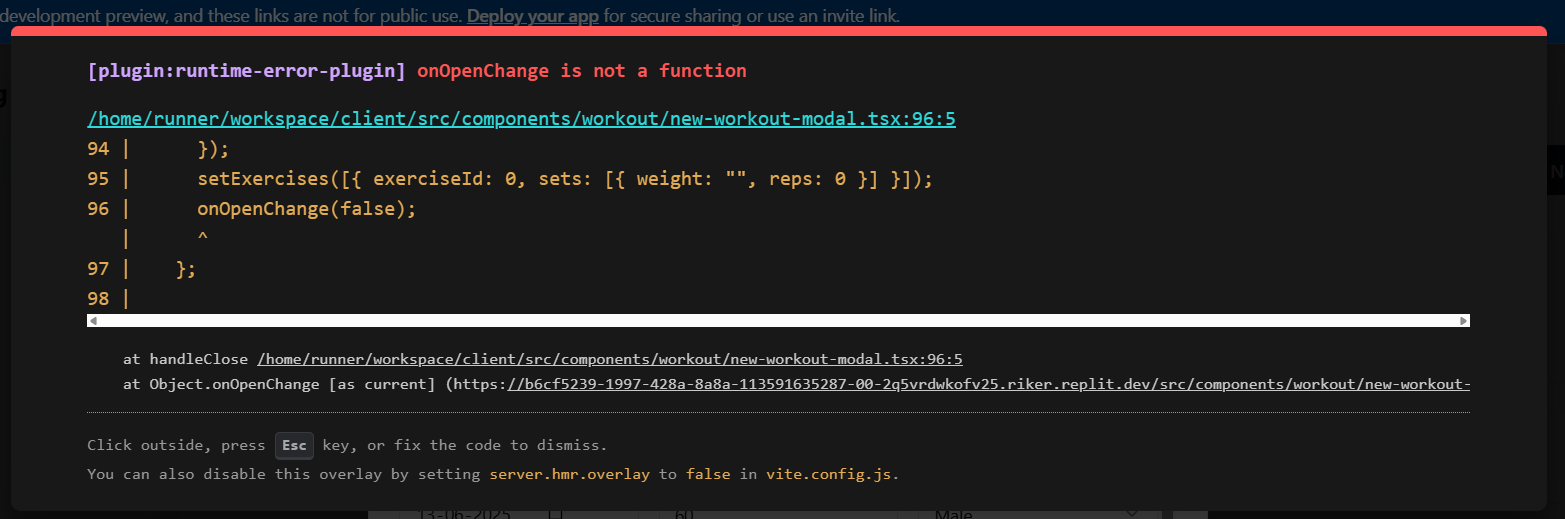 development preview, and these links are not for public use. Deploy your app for secure sharing or use an invite link.
[plugin:runtime-error-plugin] onOpenChange is not a function
/home/runner/workspace/client/src/components/workout/new-workout-modal.tsx:96:5
94 |      });
95 |      setExercises([{ exerciseId: 0, sets: [{ weight: "", reps: 0 }] }]);
96 |      onOpenChange(false);
   |      ^
97 |    };
98 |
at handleClose /home/runner/workspace/client/src/components/workout/new-workout-modal.tsx:96:5
at Object.onOpenChange [as current] (https://b6cf5239-1997-428a-8a8a-113591635287-00-2q5vrdwkofv25.riker.replit.dev/src/components/workout/new-workout-
Click outside, press Esc key, or fix the code to dismiss.
You can also disable this overlay by setting server.hmr.overlay to false in vite.config.js.
13-06-2025 60 Male